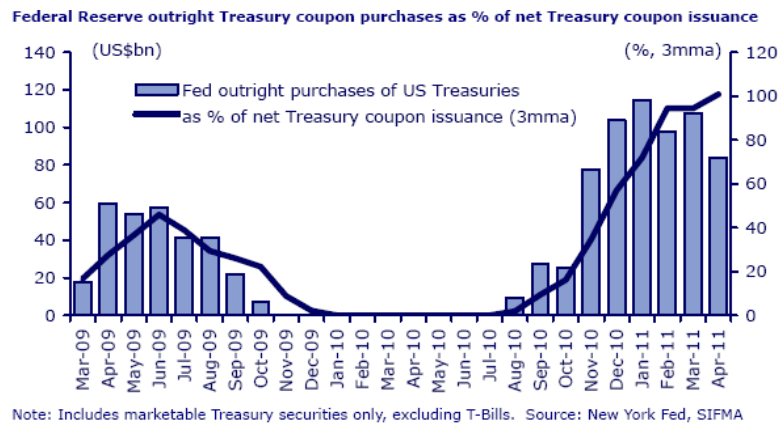 Federal Reserve outright Treasury coupon purchases as % of net Treasury coupon issuance
(US$bn)
(%, 3mma)
Fed outright purchases of US Treasuries
as % of net Treasury coupon issuance (3mma)
140
120
100
80
60
40
20
0
120
100
80
60
40
20
0
Mar-09
Apr-09
May-09
Jun-09
Jul-09
Aug-09
Sep-09
Oct-09
Nov-09
Dec-09
Jan-10
Feb-10
Mar-10
Apr-10
May-10
Jun-10
Jul-10
Aug-10
Sep-10
Oct-10
Nov-10
Dec-10
Jan-11
Feb-11
Mar-11
Apr-11
Note: Includes marketable Treasury securities only, excluding T-Bills.  Source: New York Fed, SIFMA